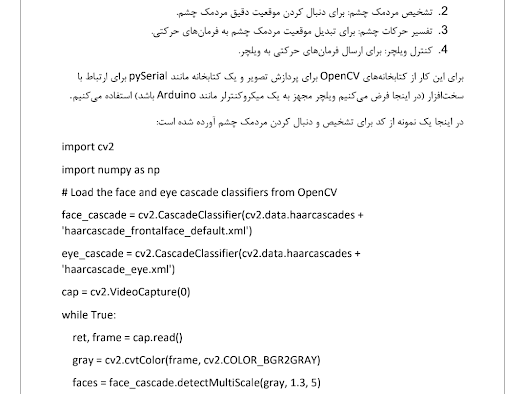 2. تشخیص مردمک چشم: برای دنبال کردن موقعیت دقیق مردمک چشم.
3. تفسیر حرکات چشم: برای تبدیل موقعیت مردمک چشم به فرمان‌های حرکتی.
4. کنترل ویلچر: برای ارسال فرمان‌های حرکتی به ویلچر.
برای این کار از کتابخانه‌های OpenCV برای پردازش تصویر و یک کتابخانه مانند pySerial برای ارتباط با
سخت‌افزار (در اینجا فرض می‌کنیم ویلچر مجهز به یک میکروکنترلر مانند Arduino باشد) استفاده می‌کنیم.
در اینجا یک نمونه از کد برای تشخیص و دنبال کردن مردمک چشم آورده شده است:
import cv2
import numpy as np
# Load the face and eye cascade classifiers from OpenCV
face_cascade = cv2.CascadeClassifier(cv2.data.haarcascades +
'haarcascade_frontalface_default.xml')
eye_cascade = cv2.CascadeClassifier(cv2.data.haarcascades +
'haarcascade_eye.xml')
cap = cv2.VideoCapture(0)
while True:
ret, frame = cap.read()
gray = cv2.cvtColor(frame, cv2.COLOR_BGR2GRAY)
faces = face_cascade.detectMultiScale(gray, 1.3, 5)